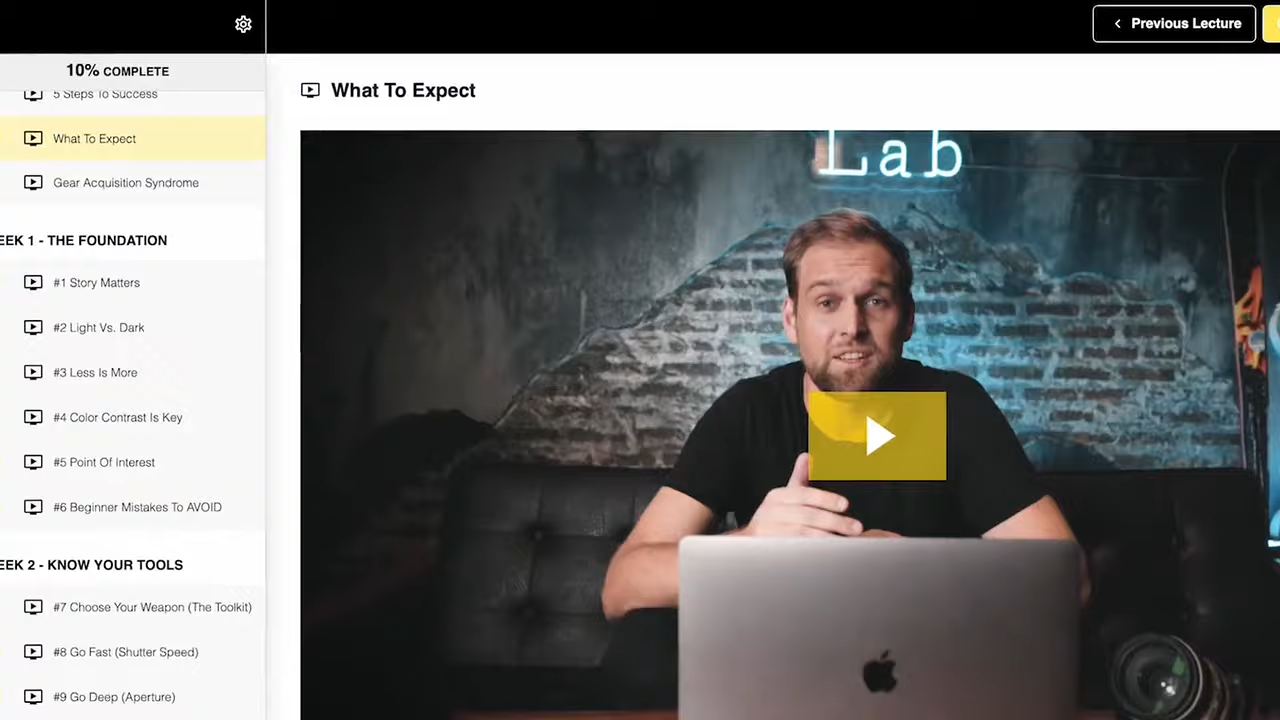 Previous Lecture
10% COMPLETE
5 Steps To Success
What To Expect
Gear Acquisition Syndrome
EEK 1 - THE FOUNDATION
#1 Story Matters
#2 Light Vs. Dark
#3 Less Is More
#4 Color Contrast Is Key
#5 Point Of Interest
#6 Beginner Mistakes To AVOID
EEK 2 - KNOW YOUR TOOLS
#7 Choose Your Weapon (The Toolkit)
#8 Go Fast (Shutter Speed)
#9 Go Deep (Aperture)
What To Expect
Lab